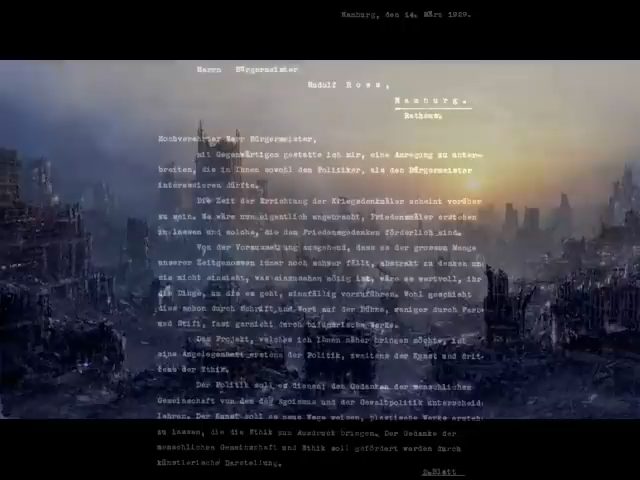 Hamburg, den 14. März 1929.
Herrn Bürgermeister
Rudolf Ross,
Hamburg.
Rathaus.
Hochverehrter Herr Bürgermeister,
mit Gegenwärtigem gestatte ich mir, eine Anregung zu unter-
breiten, die in Ihnen sowohl den Politiker, als den Bürgermeister
interessieren dürfte.
Die Zeit der Errichtung der Kriegsdenkmäler scheint vorüber
zu sein. Es wäre nun eigentlich angebracht, Friedensmäler erstehen
zu lassen und solche, die dem Friedensgedanken förderlich sind.
Von der Voraussetzung ausgehend, dass es der grossen Menge
unserer Zeitgenossen immer noch schwer fällt, abstrakt zu denken und
sie nicht einsieht, was einzusehen nötig ist, wäre es wertvoll, ihr
die Dinge, um die es geht, sinnfällig vorzuführen. Wohl geschieht
dies schon durch Schrift und Wort auf der Bühne, weniger durch
und Stift, fast garnicht durch bildnerische Werke.
Das Projekt, welches ich Ihnen näher bringen möchte, ist
eine Angelegenheit erstens der Politik, zweitens der Kunst und drit-
tens der Ethik.
Der Politik soll es dienen; den Gedanken der menschlichen
Gemeinschaft von dem des Egoismus und der Gewaltpolitik unterscheid
lehren. Der Kunst soll es neue Wege weisen, plastische Werke ersteh
zu lassen, die die Ethik zum Ausdruck bringen. Der Gedanke der
menschlichen Gemeinschaft und Ethik soll gefördert werden durch
künstlerische Darstellung.
2.Blatt